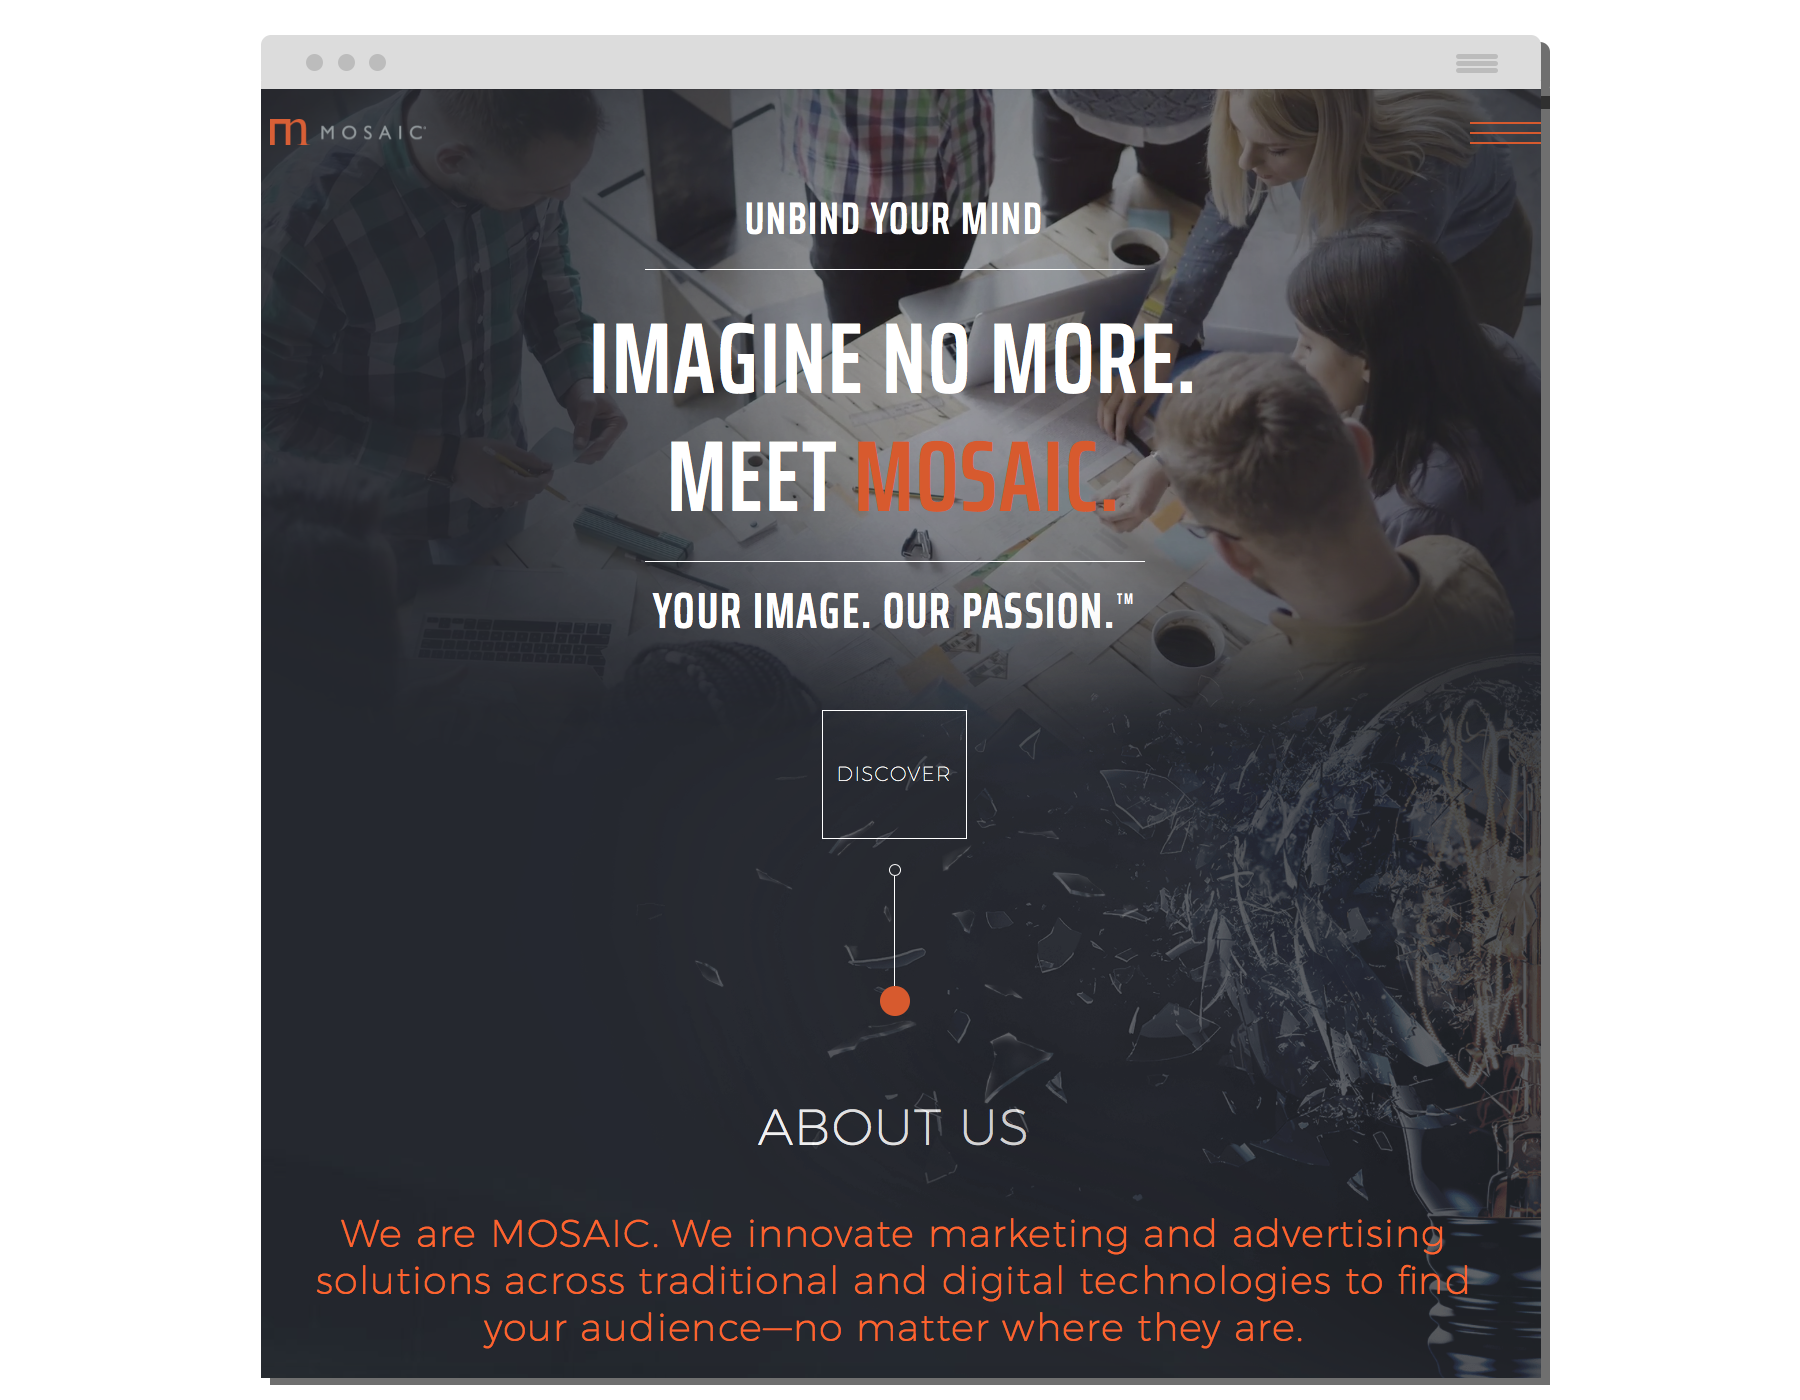 m MOSAIC
UNBIND YOUR MIND
IMAGINE NO MORE.
MEET MOSAIC.
YOUR IMAGE. OUR PASSION.™
DISCOVER
ABOUT US
We are MOSAIC. We innovate marketing and advertising
solutions across traditional and digital technologies to find
your audience—no matter where they are.